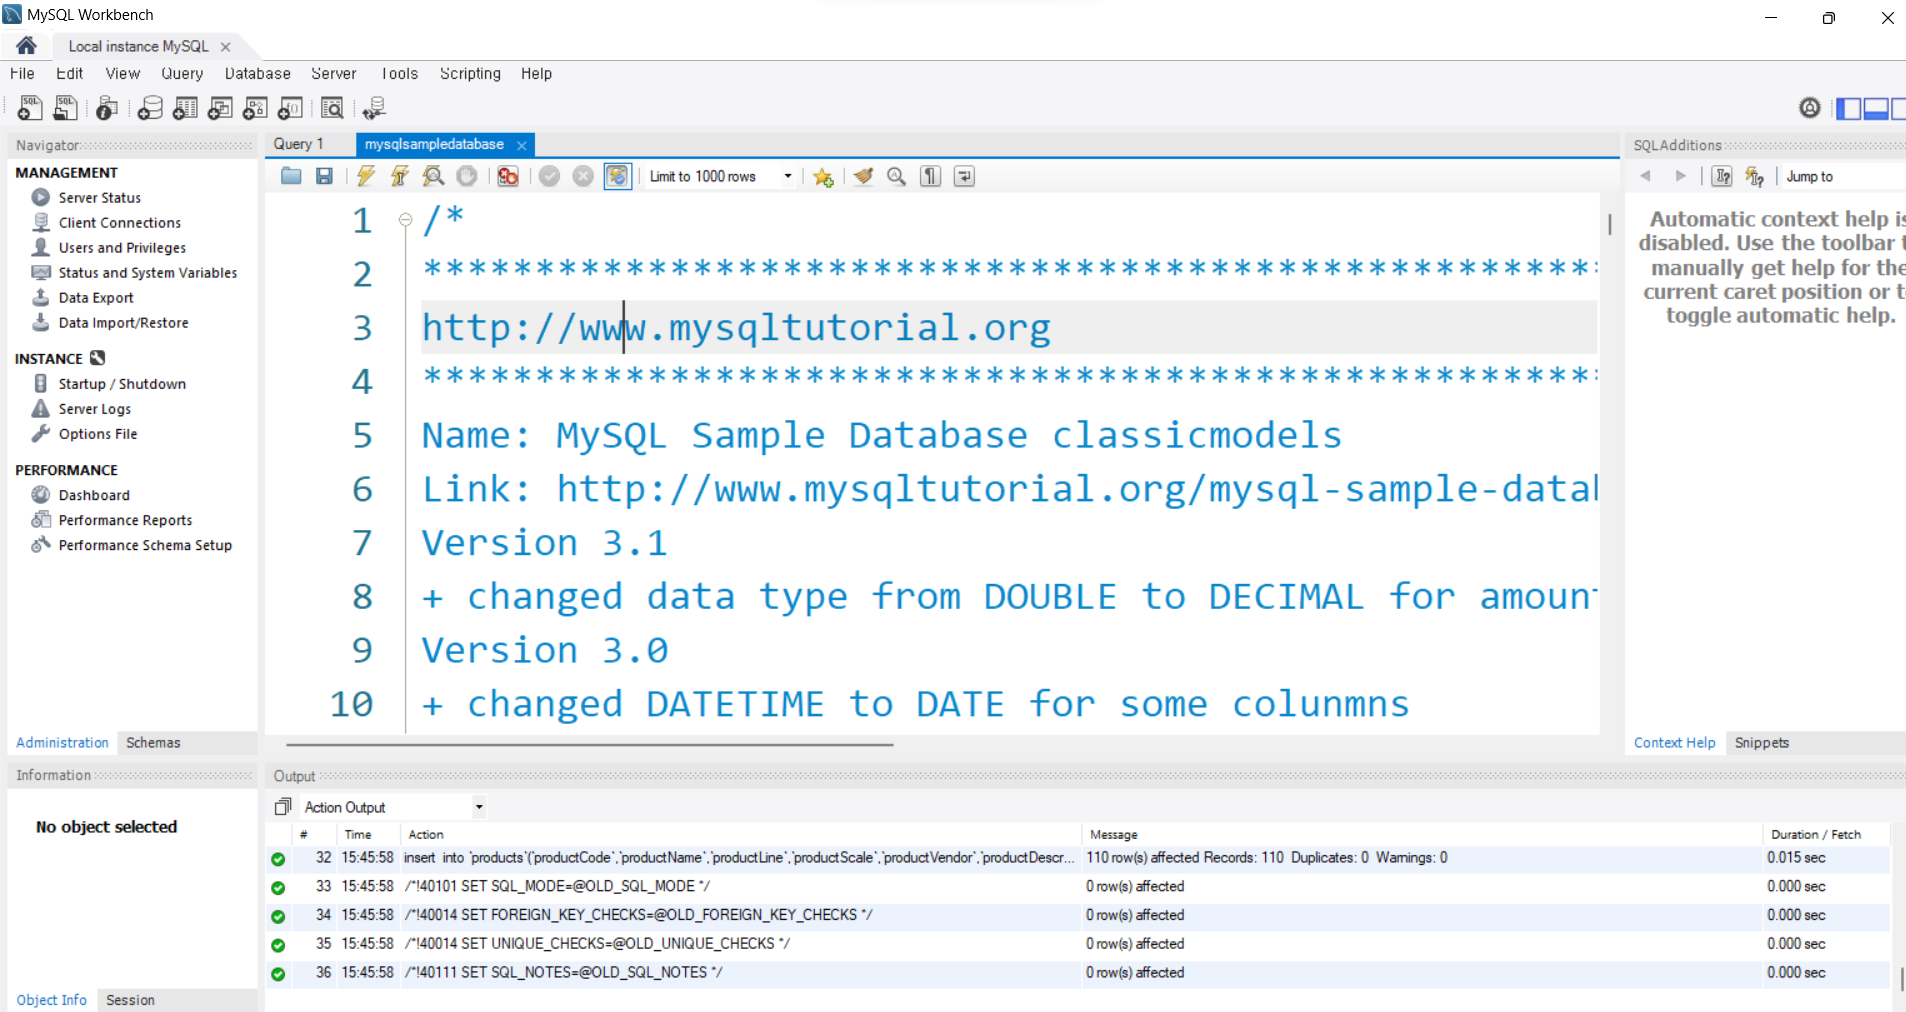 MySQL Workbench
Local instance MySQL
File Edit View Query Database Server Tools Scripting Help
Navigator
MANAGEMENT
Server Status
Client Connections
Users and Privileges
Status and System Variables
Data Export
Data Import/Restore
INSTANCE
Startup / Shutdown
Server Logs
Options File
PERFORMANCE
Dashboard
Performance Reports
Performance Schema Setup
Administration Schemas
Information
No object selected
Object Info Session
Query 1 mysqlsampledatabase
Limit to 1000 rows
1 /*
2 *****************************************************
3 http://www.mysqltutorial.org
4 *****************************************************
5 Name: MySQL Sample Database classicmodels
6 Link: http://www.mysqltutorial.org/mysql-sample-datab
7 Version 3.1
8 + changed data type from DOUBLE to DECIMAL for amoun
9 Version 3.0
10 + changed DATETIME to DATE for some colunmns
SQLAdditions
Jump to
Automatic context help is
disabled. Use the toolbar t
manually get help for the
current caret position or t
toggle automatic help.
Context Help Snippets
Output
Action Output
# Time Action Message Duration / Fetch
32 15:45:58 insert into `products`(`productCode`,`productName`,`productLine`,`productScale`,`productVendor`,`productDescr... 110 row(s) affected Records: 110 Duplicates: 0 Warnings: 0 0.015 sec
33 15:45:58 /*!40101 SET SQL_MODE=@OLD_SQL_MODE */ 0 row(s) affected 0.000 sec
34 15:45:58 /*!40014 SET FOREIGN_KEY_CHECKS=@OLD_FOREIGN_KEY_CHECKS */ 0 row(s) affected 0.000 sec
35 15:45:58 /*!40014 SET UNIQUE_CHECKS=@OLD_UNIQUE_CHECKS */ 0 row(s) affected 0.000 sec
36 15:45:58 /*!40111 SET SQL_NOTES=@OLD_SQL_NOTES */ 0 row(s) affected 0.000 sec